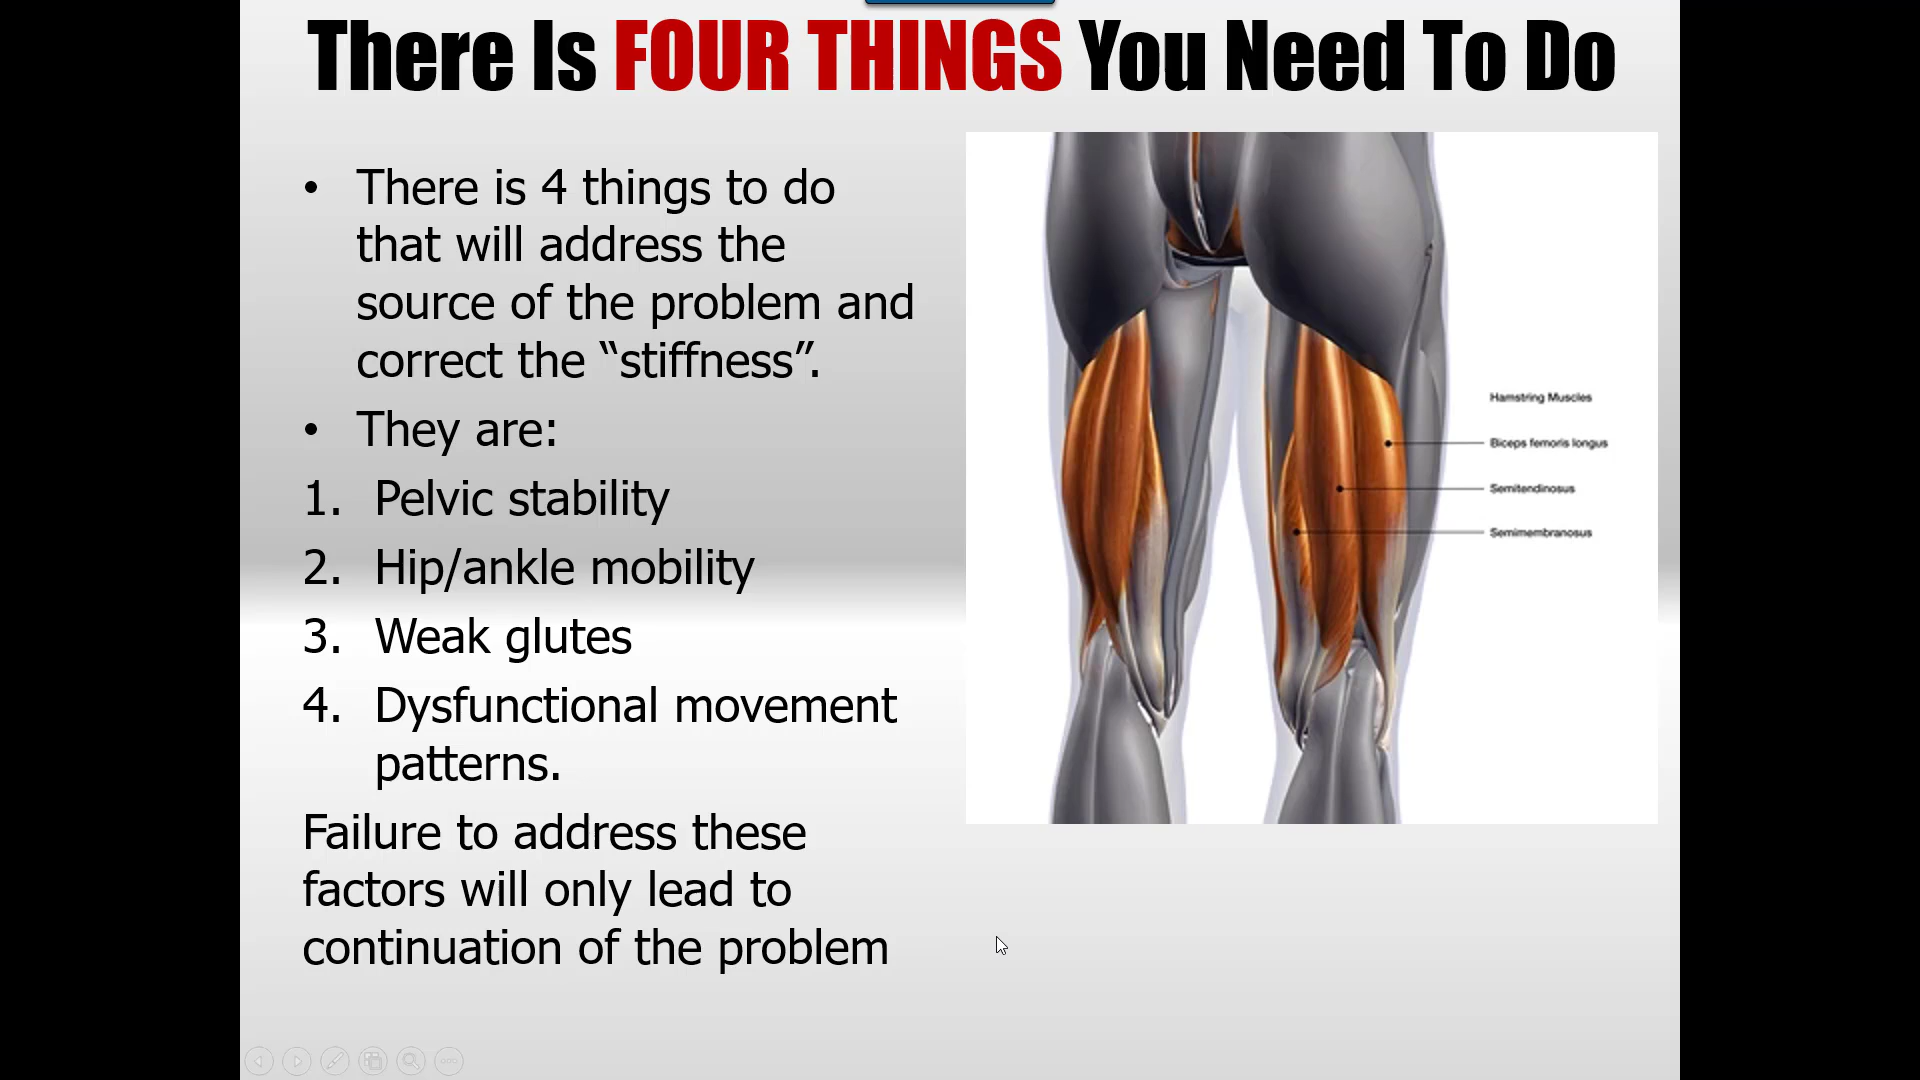 There Is FOUR THINGS You Need To Do
• There is 4 things to do
that will address the
source of the problem and
correct the “stiffness”.
• They are:
1. Pelvic stability
2. Hip/ankle mobility
3. Weak glutes
4. Dysfunctional movement
patterns.
Failure to address these
factors will only lead to
continuation of the problem
Hamstring Muscles
Biceps femoris longus
Semitendinosus
Semimembranosus